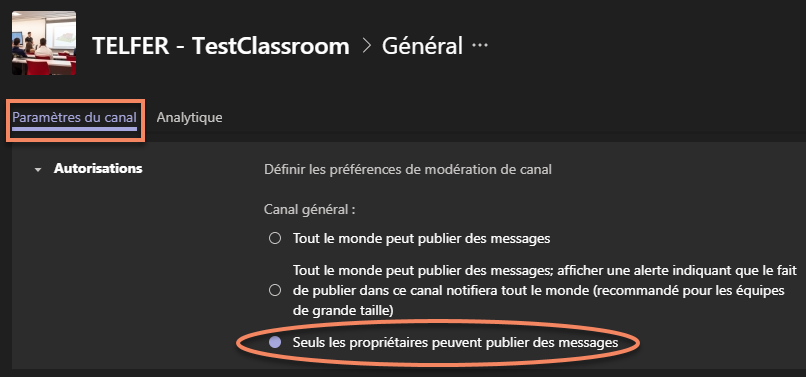 TELFER - TestClassroom > Général ...
Paramètres du canal Analytique
Autorisations Définir les préférences de modération de canal
Canal général :
Tout le monde peut publier des messages
Tout le monde peut publier des messages; afficher une alerte indiquant que le fait
de publier dans ce canal notifiera tout le monde (recommandé pour les équipes
de grande taille)
Seuls les propriétaires peuvent publier des messages